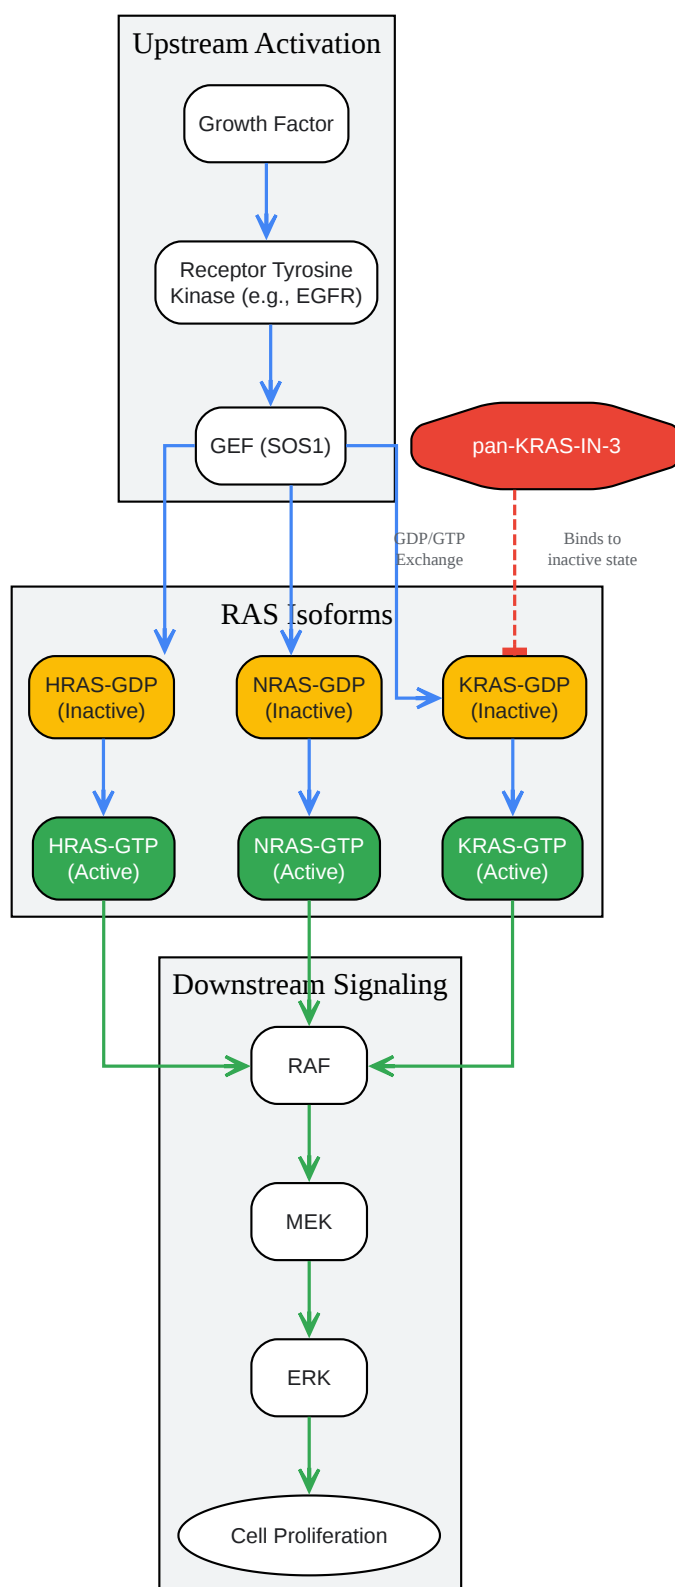 Upstream Activation
Growth Factor
Receptor Tyrosine
Kinase (e.g., EGFR)
GEF (SOS1)
pan-KRAS-IN-3
GDP/GTP
Exchange
Binds to
inactive state
RAS Isoforms
HRAS-GDP
(Inactive)
NRAS-GDP
(Inactive)
KRAS-GDP
(Inactive)
HRAS-GTP
(Active)
NRAS-GTP
(Active)
KRAS-GTP
(Active)
Downstream Signaling
RAF
MEK
ERK
Cell Proliferation